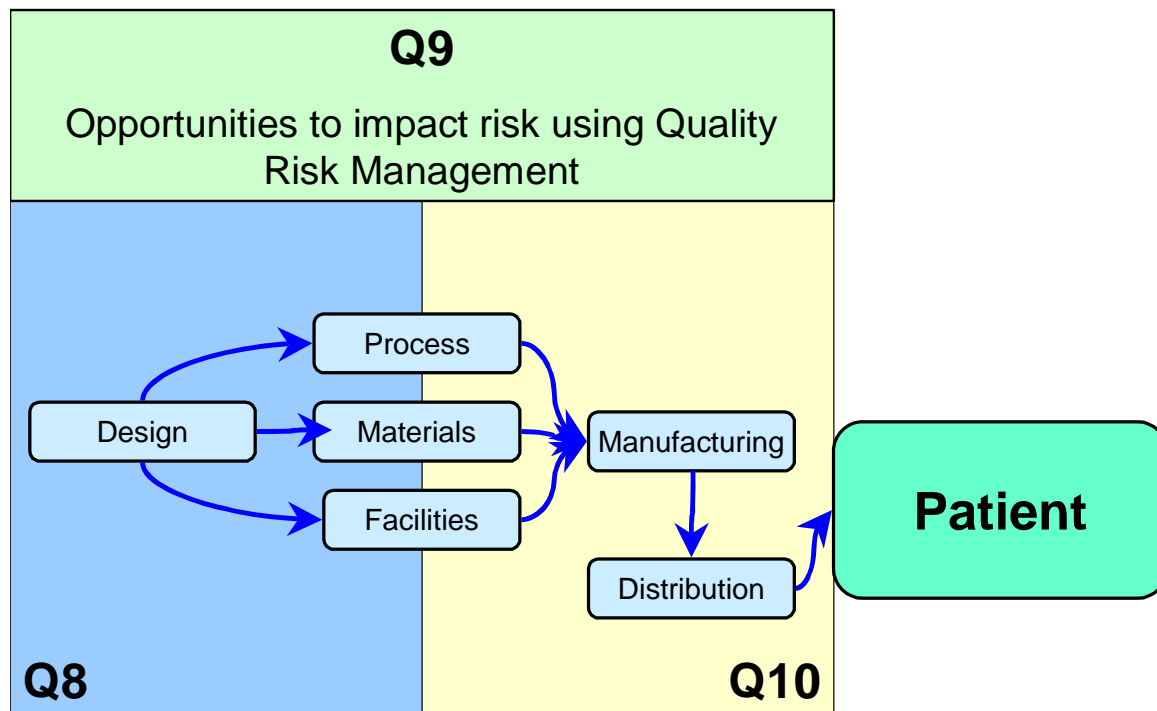 Q9
Opportunities to impact risk using Quality
Risk Management
Process
Design
Materials
Manufacturing
Facilities
Patient
Distribution
Q8
Q10